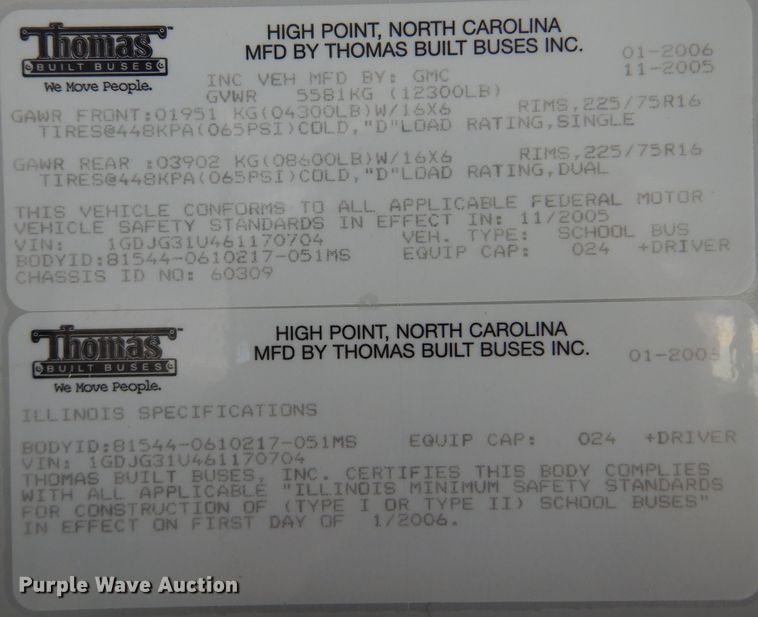 Thomas™
BUILT BUSES
We Move People.
HIGH POINT, NORTH CAROLINA
MFD BY THOMAS BUILT BUSES INC.
01-2006
11-2005
INC VEH MFD BY: GMC
GVWR 5581KG (12300LB)
GAWR FRONT:01951 KG(04300LB)W/16X6 RIMS,225/75R16
TIRES@448KPA(065PSI)COLD,"D"LOAD RATING,SINGLE
GAWR REAR :03902 KG(08600LB)W/16X6 RIMS,225/75R16
TIRES@448KPA(065PSI)COLD,"D"LOAD RATING,DUAL
THIS VEHICLE CONFORMS TO ALL APPLICABLE FEDERAL MOTOR
VEHICLE SAFETY STANDARDS IN EFFECT IN: 11/2005
VIN: 1GDJG31U461170704 VEH. TYPE: SCHOOL BUS
BODYID:81544-0610217-051MS EQUIP CAP: 024 +DRIVER
CHASSIS ID NO: 60309
Thomas™
BUILT BUSES
We Move People.
HIGH POINT, NORTH CAROLINA
MFD BY THOMAS BUILT BUSES INC.
01-2006
ILLINOIS SPECIFICATIONS
BODYID:81544-0610217-051MS EQUIP CAP: 024 +DRIVER
VIN: 1GDJG31U461170704
THOMAS BUILT BUSES, INC. CERTIFIES THIS BODY COMPLIES
WITH ALL APPLICABLE "ILLINOIS MINIMUM SAFETY STANDARDS
FOR CONSTRUCTION OF (TYPE I OR TYPE II) SCHOOL BUSES"
IN EFFECT ON FIRST DAY OF 1/2006.
Purple Wave Auction